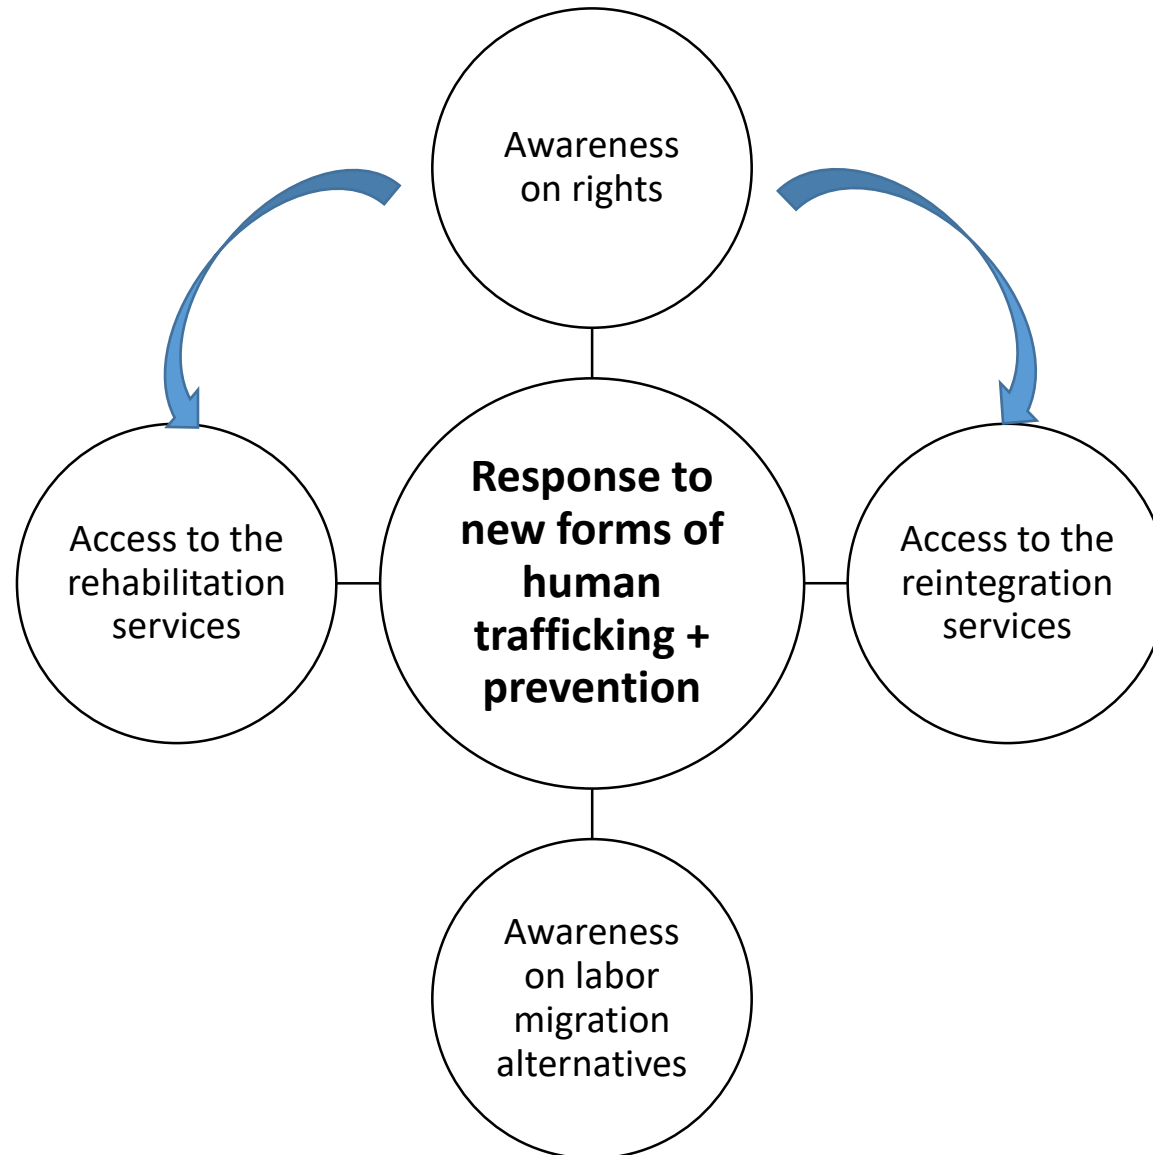 Awareness
on rights
Access to the
rehabilitation
services
Response to
new forms of
human
trafficking +
prevention
Access to the
reintegration
services
Awareness
on labor
migration
alternatives